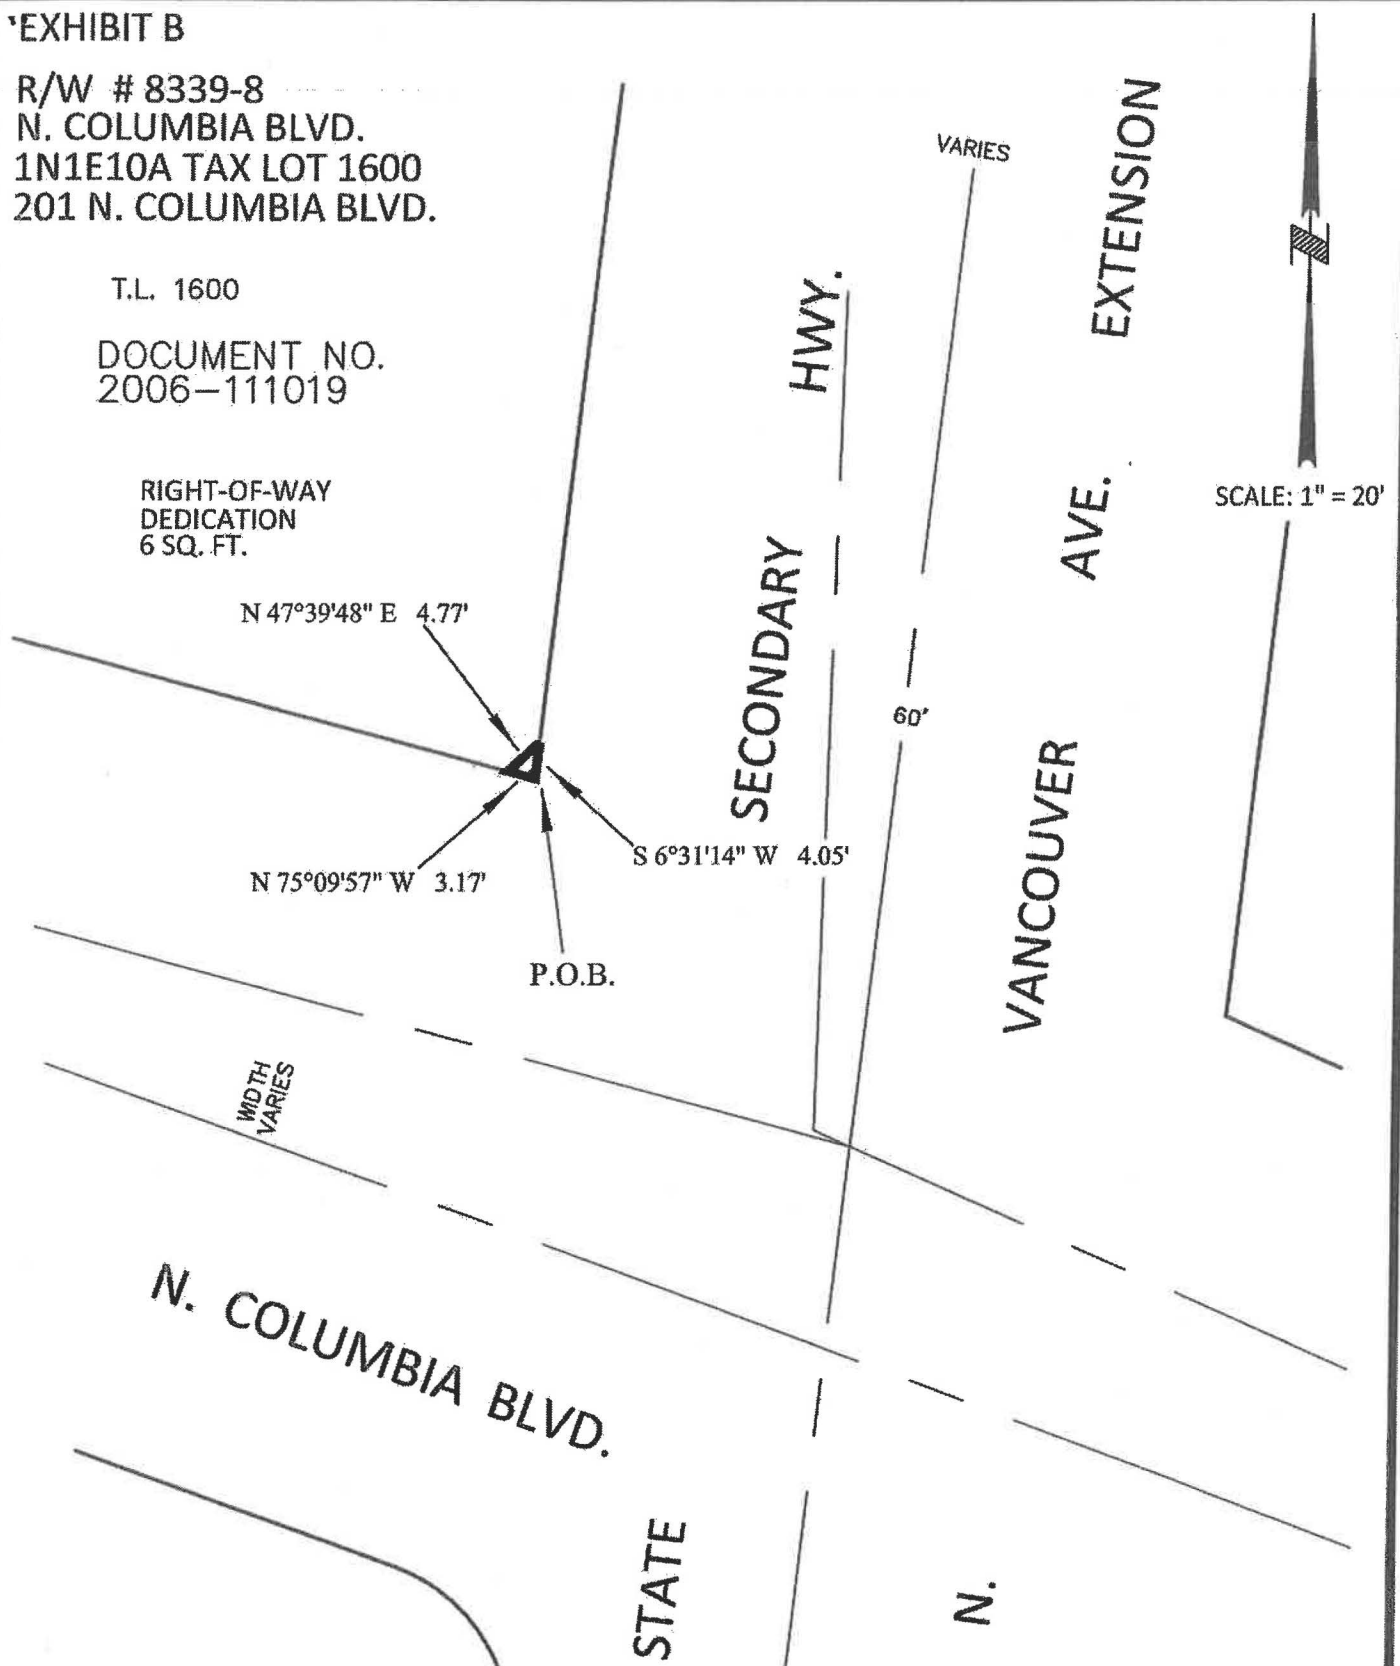 EXHIBIT B
R/W # 8339-8
N. COLUMBIA BLVD.
1N1E10A TAX LOT 1600
201 N. COLUMBIA BLVD.
T.L. 1600
DOCUMENT NO.
2006-111019
RIGHT-OF-WAY
DEDICATION
6 SQ. FT.
N 47°39'48" E 4.77'
N 75°09'57" W 3.17'
S 6°31'14" W 4.05'
P.O.B.
VARIES
60'
SCALE: 1" = 20'
N
WIDTH
VARIES
N. COLUMBIA BLVD.
STATE SECONDARY HWY.
N. VANCOUVER AVE. EXTENSION